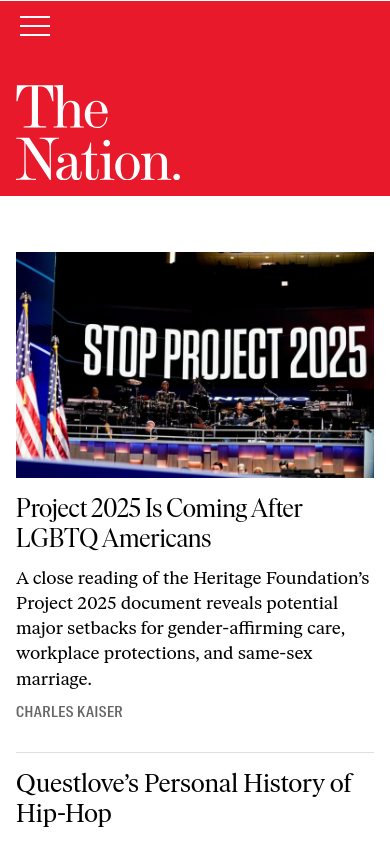 The
Nation.
STOP PROJECT 2025
Project 2025 Is Coming After
LGBTQ Americans
A close reading of the Heritage Foundation’s
Project 2025 document reveals potential
major setbacks for gender-affirming care,
workplace protections, and same-sex
marriage.
CHARLES KAISER
Questlove’s Personal History of
Hip-Hop